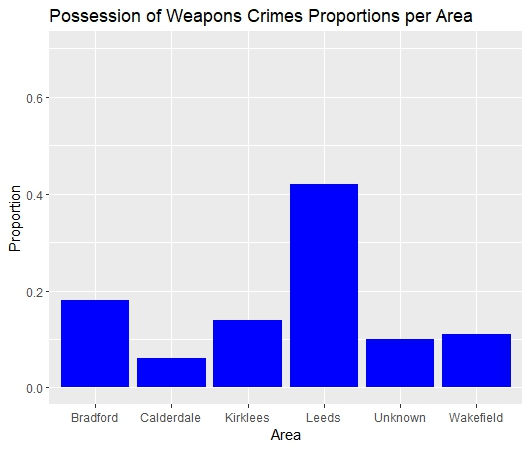 Possession of Weapons Crimes Proportions per Area
Proportion
0.6
0.4
0.2
0.0
Bradford Calderdale Kirklees Leeds Unknown Wakefield
Area